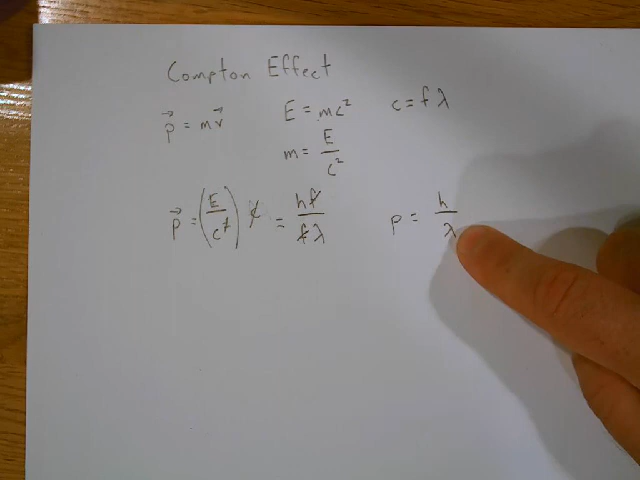 Compton Effect
p⃗ = mv⃗ E = mc² c = fλ
m = E/c²
p⃗ = (E/c²) c = hf/fλ p = h/λ